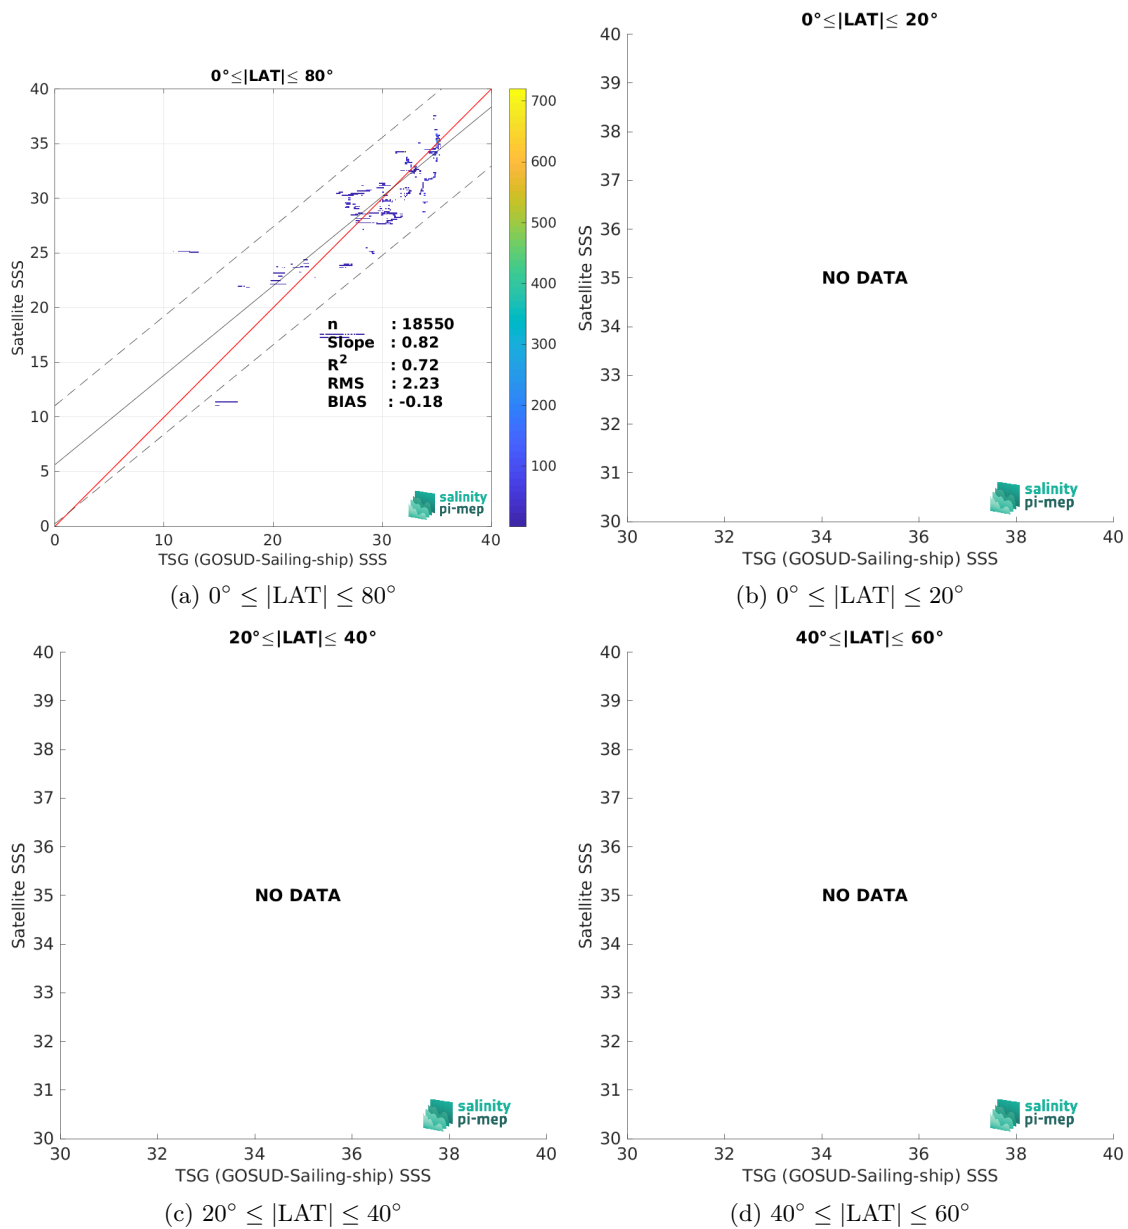 0°≤|LAT|≤ 80°
40
35
30
25
20
15
10
5
0
Satellite SSS
0
10
20
30
40
TSG (GOSUD-Sailing-ship) SSS
700
600
500
400
300
200
100
n : 18550
Slope : 0.82
R² : 0.72
RMS : 2.23
BIAS : -0.18
salinity
pi-mep
(a) 0° ≤ |LAT| ≤ 80°
0°≤|LAT|≤ 20°
40
39
38
37
36
35
34
33
32
31
30
Satellite SSS
NO DATA
salinity
pi-mep
30
32
34
36
38
40
TSG (GOSUD-Sailing-ship) SSS
(b) 0° ≤ |LAT| ≤ 20°
20°≤|LAT|≤ 40°
40
39
38
37
36
35
34
33
32
31
30
Satellite SSS
NO DATA
salinity
pi-mep
30
32
34
36
38
40
TSG (GOSUD-Sailing-ship) SSS
(c) 20° ≤ |LAT| ≤ 40°
40°≤|LAT|≤ 60°
40
39
38
37
36
35
34
33
32
31
30
Satellite SSS
NO DATA
salinity
pi-mep
30
32
34
36
38
40
TSG (GOSUD-Sailing-ship) SSS
(d) 40° ≤ |LAT| ≤ 60°